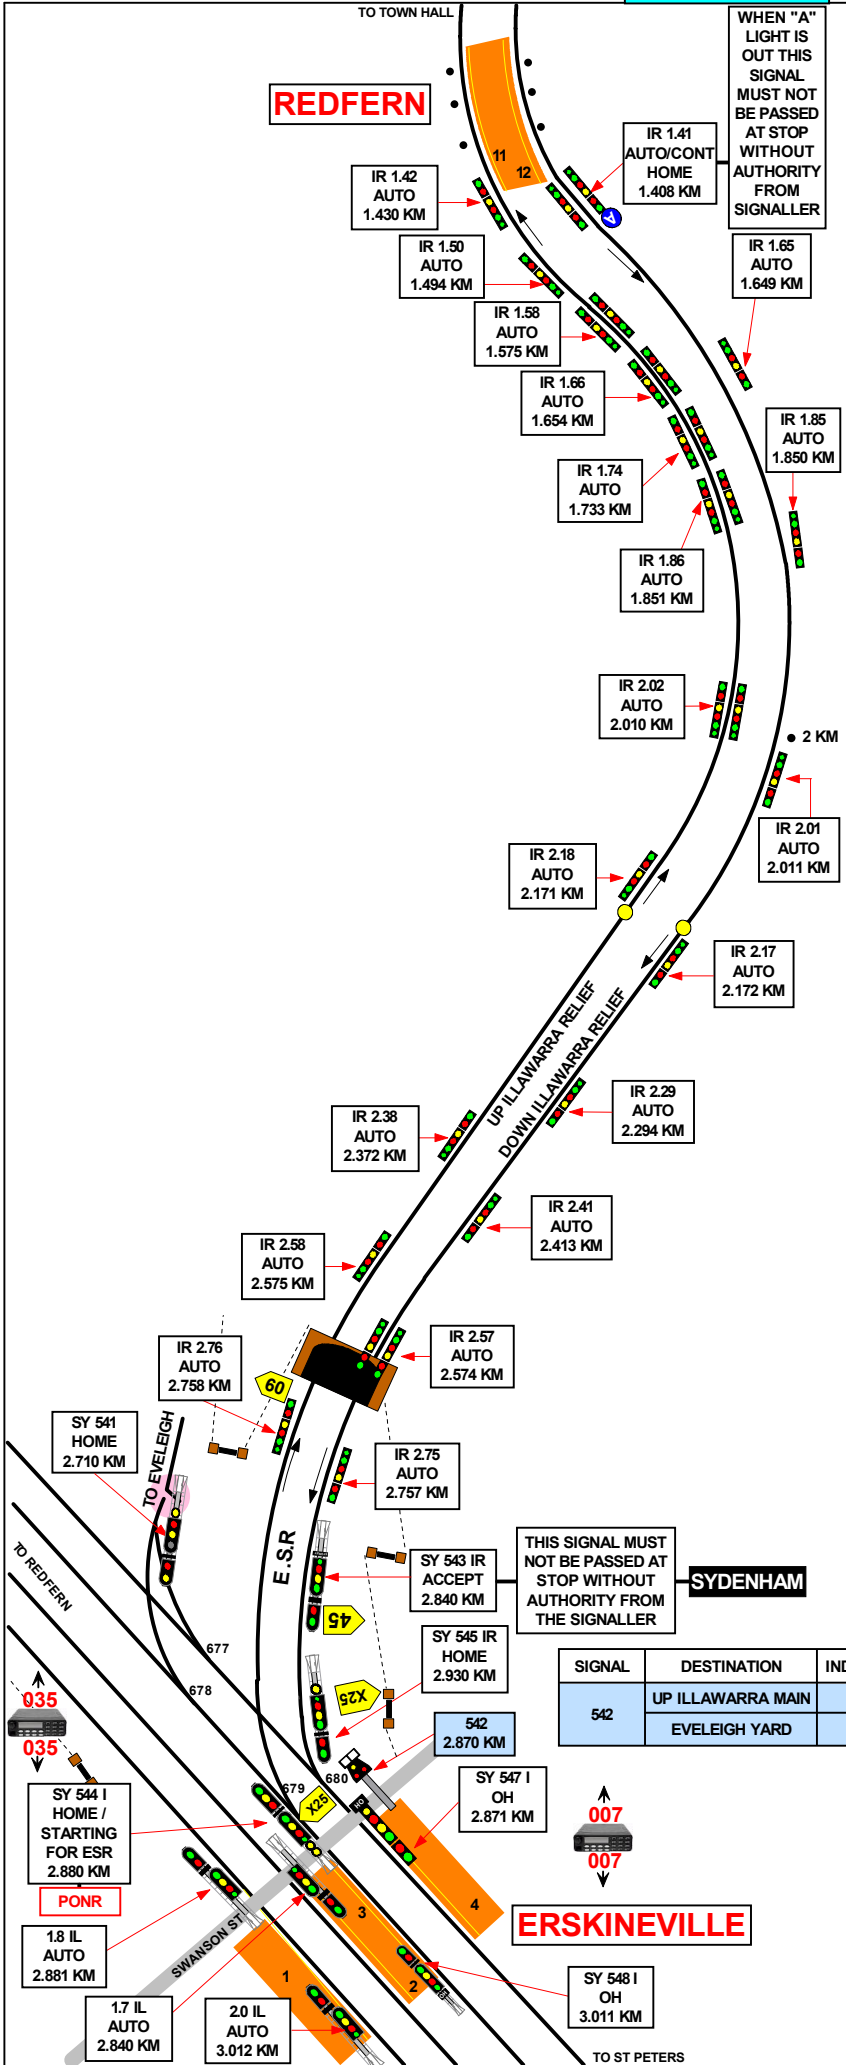 TO TOWN HALL
WHEN "A"
LIGHT IS
OUT THIS
SIGNAL
MUST NOT
BE PASSED
AT STOP
WITHOUT
AUTHORITY
FROM
SIGNALLER
REDFERN
11
12
IR 1.41
AUTO/CONT
HOME
1.408 KM
A
IR 1.42
AUTO
1.430 KM
IR 1.50
AUTO
1.494 KM
IR 1.65
AUTO
1.649 KM
IR 1.58
AUTO
1.575 KM
IR 1.66
AUTO
1.654 KM
IR 1.85
AUTO
1.850 KM
IR 1.74
AUTO
1.733 KM
IR 1.86
AUTO
1.851 KM
IR 2.02
AUTO
2.010 KM
2 KM
IR 2.01
AUTO
2.011 KM
IR 2.18
AUTO
2.171 KM
IR 2.17
AUTO
2.172 KM
UP ILLAWARRA RELIEF
DOWN ILLAWARRA RELIEF
IR 2.29
AUTO
2.294 KM
IR 2.38
AUTO
2.372 KM
IR 2.41
AUTO
2.413 KM
IR 2.58
AUTO
2.575 KM
IR 2.57
AUTO
2.574 KM
IR 2.76
AUTO
2.758 KM
60
SY 541
HOME
2.710 KM
TO EVELEIGH
IR 2.75
AUTO
2.757 KM
E.S.R
TO REDFERN
SY 543 IR
ACCEPT
2.840 KM
THIS SIGNAL MUST
NOT BE PASSED AT
STOP WITHOUT
AUTHORITY FROM
THE SIGNALLER
SYDENHAM
45
677
678
SY 545 IR
HOME
2.930 KM
X25
SIGNAL DESTINATION IND
542 UP ILLAWARRA MAIN
EVELEIGH YARD
035
035
542
2.870 KM
679
680
X25
SY 544 I
HOME /
STARTING
FOR ESR
2.880 KM
PONR
SY 547 I
OH
2.871 KM
007
007
4
ERSKINEVILLE
3
1.8 IL
AUTO
2.881 KM
SWANSON ST
1
2
SY 548 I
OH
3.011 KM
1.7 IL
AUTO
2.840 KM
2.0 IL
AUTO
3.012 KM
TO ST PETERS